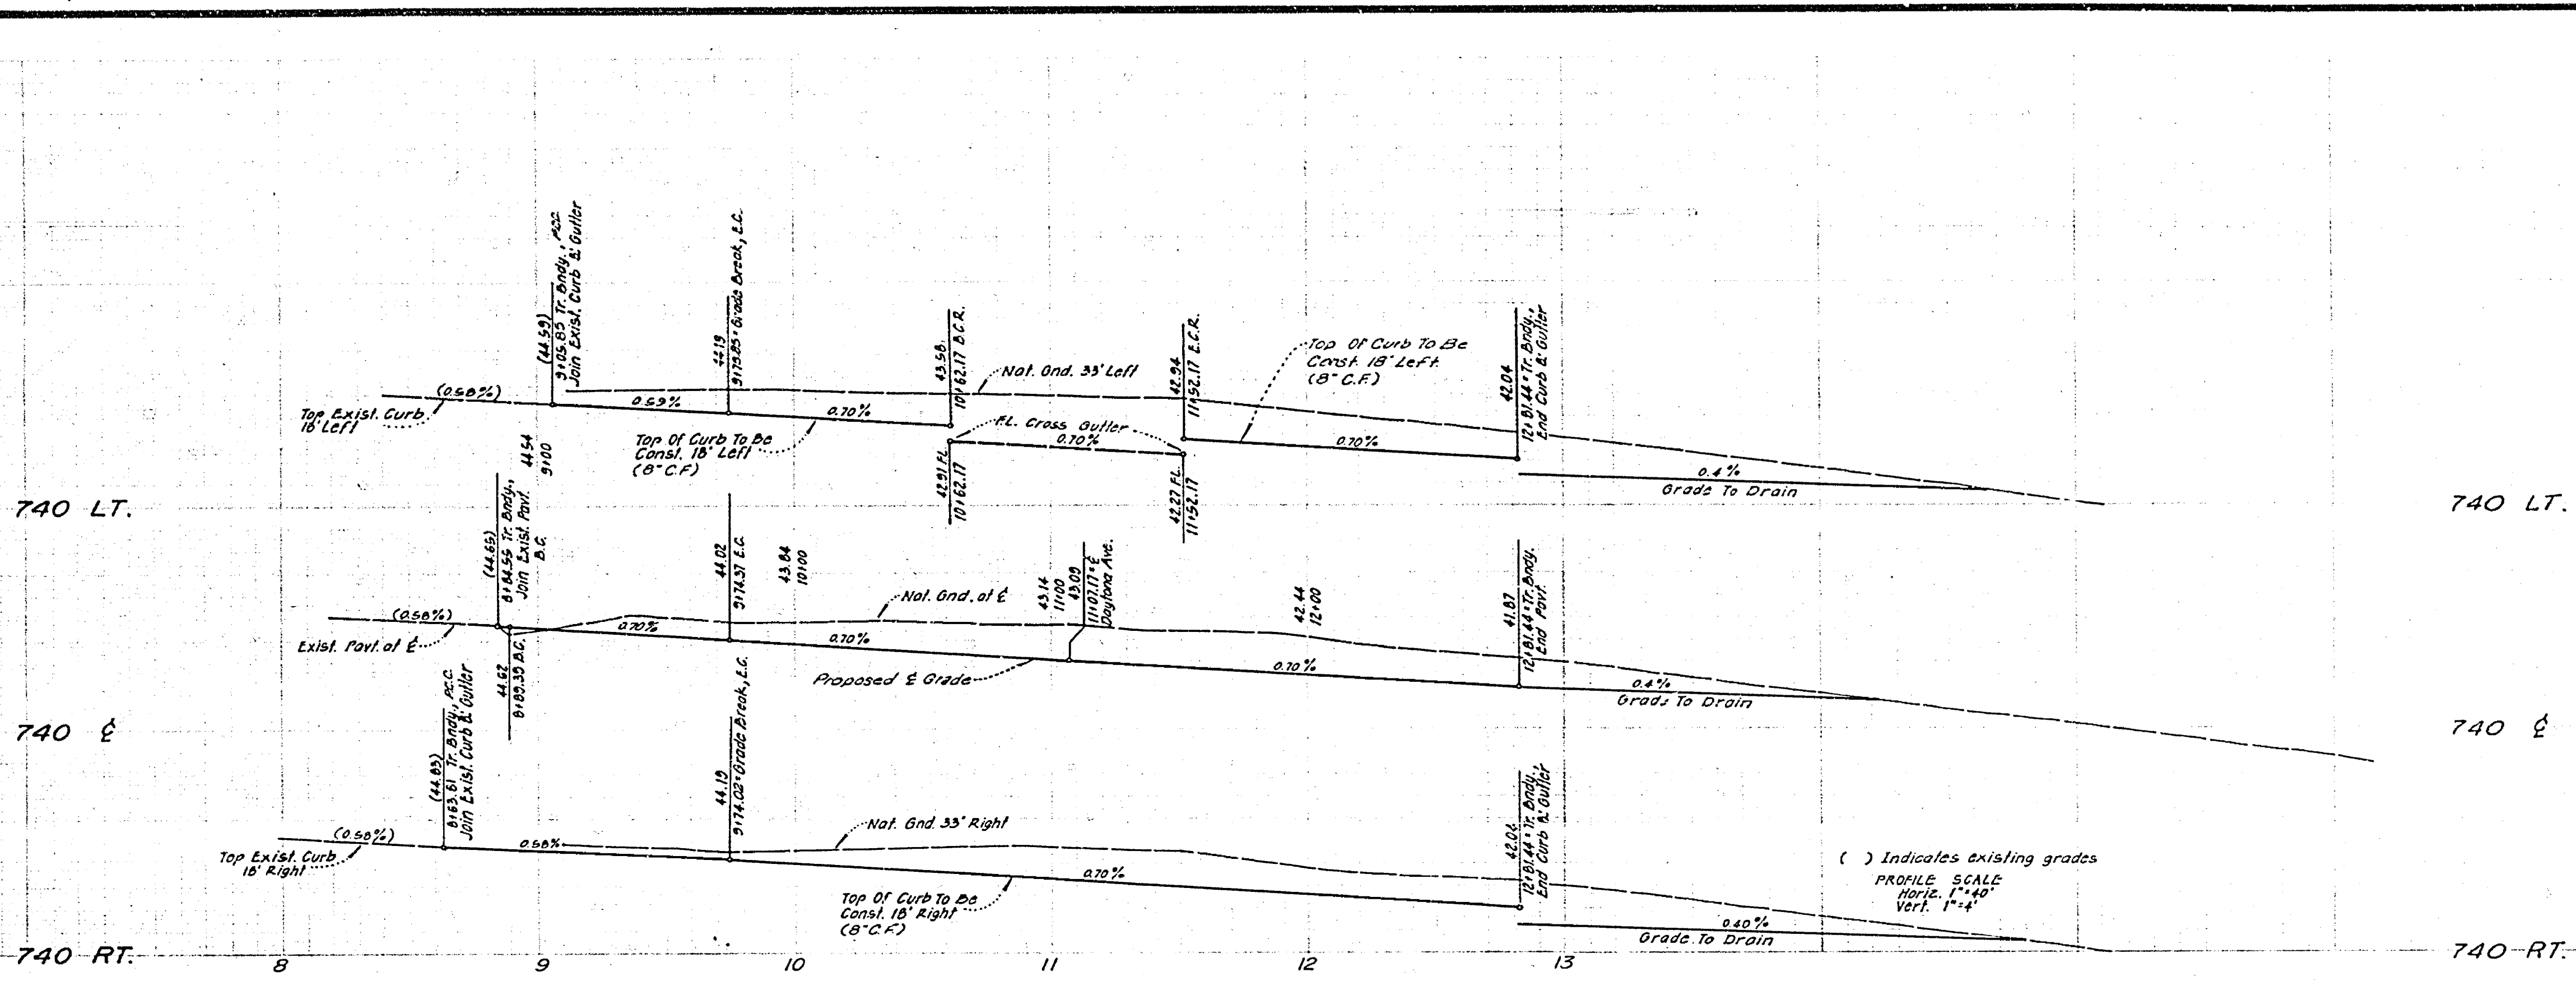 (44.59)
9+05.85 Tr. Bndy., PCC
Join Exist. Curb & Gutter
44.19
9+73.85 = Grade Break, E.C.
43.58
10+62.17 B.C.R.
42.94
11+52.17 E.C.R.
42.04
12+81.44 = Tr. Bndy.,
End Curb & Gutter
(0.58%)
0.59%
0.70%
Nat. Gnd. 33' Left
Top Of Curb To Be
Const. 18' Left
(8" C.F.)
Top Exist. Curb
18' Left
Top Of Curb To Be
Const. 18' Left
(8" C.F.)
F.L. Cross Gutter
0.70%
0.70%
42.91 FL
10+62.17
42.27 F.L.
11+52.17
0.4%
Grade To Drain
740 LT.
740 LT.
44.54
9+00
(44.65)
8+84.55 Tr. Bndy.,
Join Exist. Pavt.
B.C.
44.02
9+74.37 E.C.
43.84
10+00
43.14
11+00
43.09
11+07.17 = ℄
Daytona Ave.
42.44
12+00
41.87
12+81.44 = Tr. Bndy.
End Pavt.
(0.58%)
Exist. Pavt. at ℄
0.70%
Nat. Gnd. at ℄
0.70%
Proposed ℄ Grade
0.70%
0.4%
Grade To Drain
44.62
8+89.39 B.C.
740 ℄
740 ℄
(44.83)
8+63.61 Tr. Bndy., P.C.C.
Join Exist. Curb & Gutter
44.19
9+74.02 = Grade Break, E.C.
42.04
12+81.44 = Tr. Bndy.,
End Curb & Gutter
(0.58%)
Top Exist. Curb
18' Right
0.58%
Nat. Gnd. 33' Right
0.70%
Top Of Curb To Be
Const. 18' Right
(8" C.F.)
0.40%
Grade To Drain
( ) Indicates existing grades
PROFILE SCALE
Horiz. 1"=40'
Vert. 1"=4'
740 RT.
740 RT.
8 9 10 11 12 13